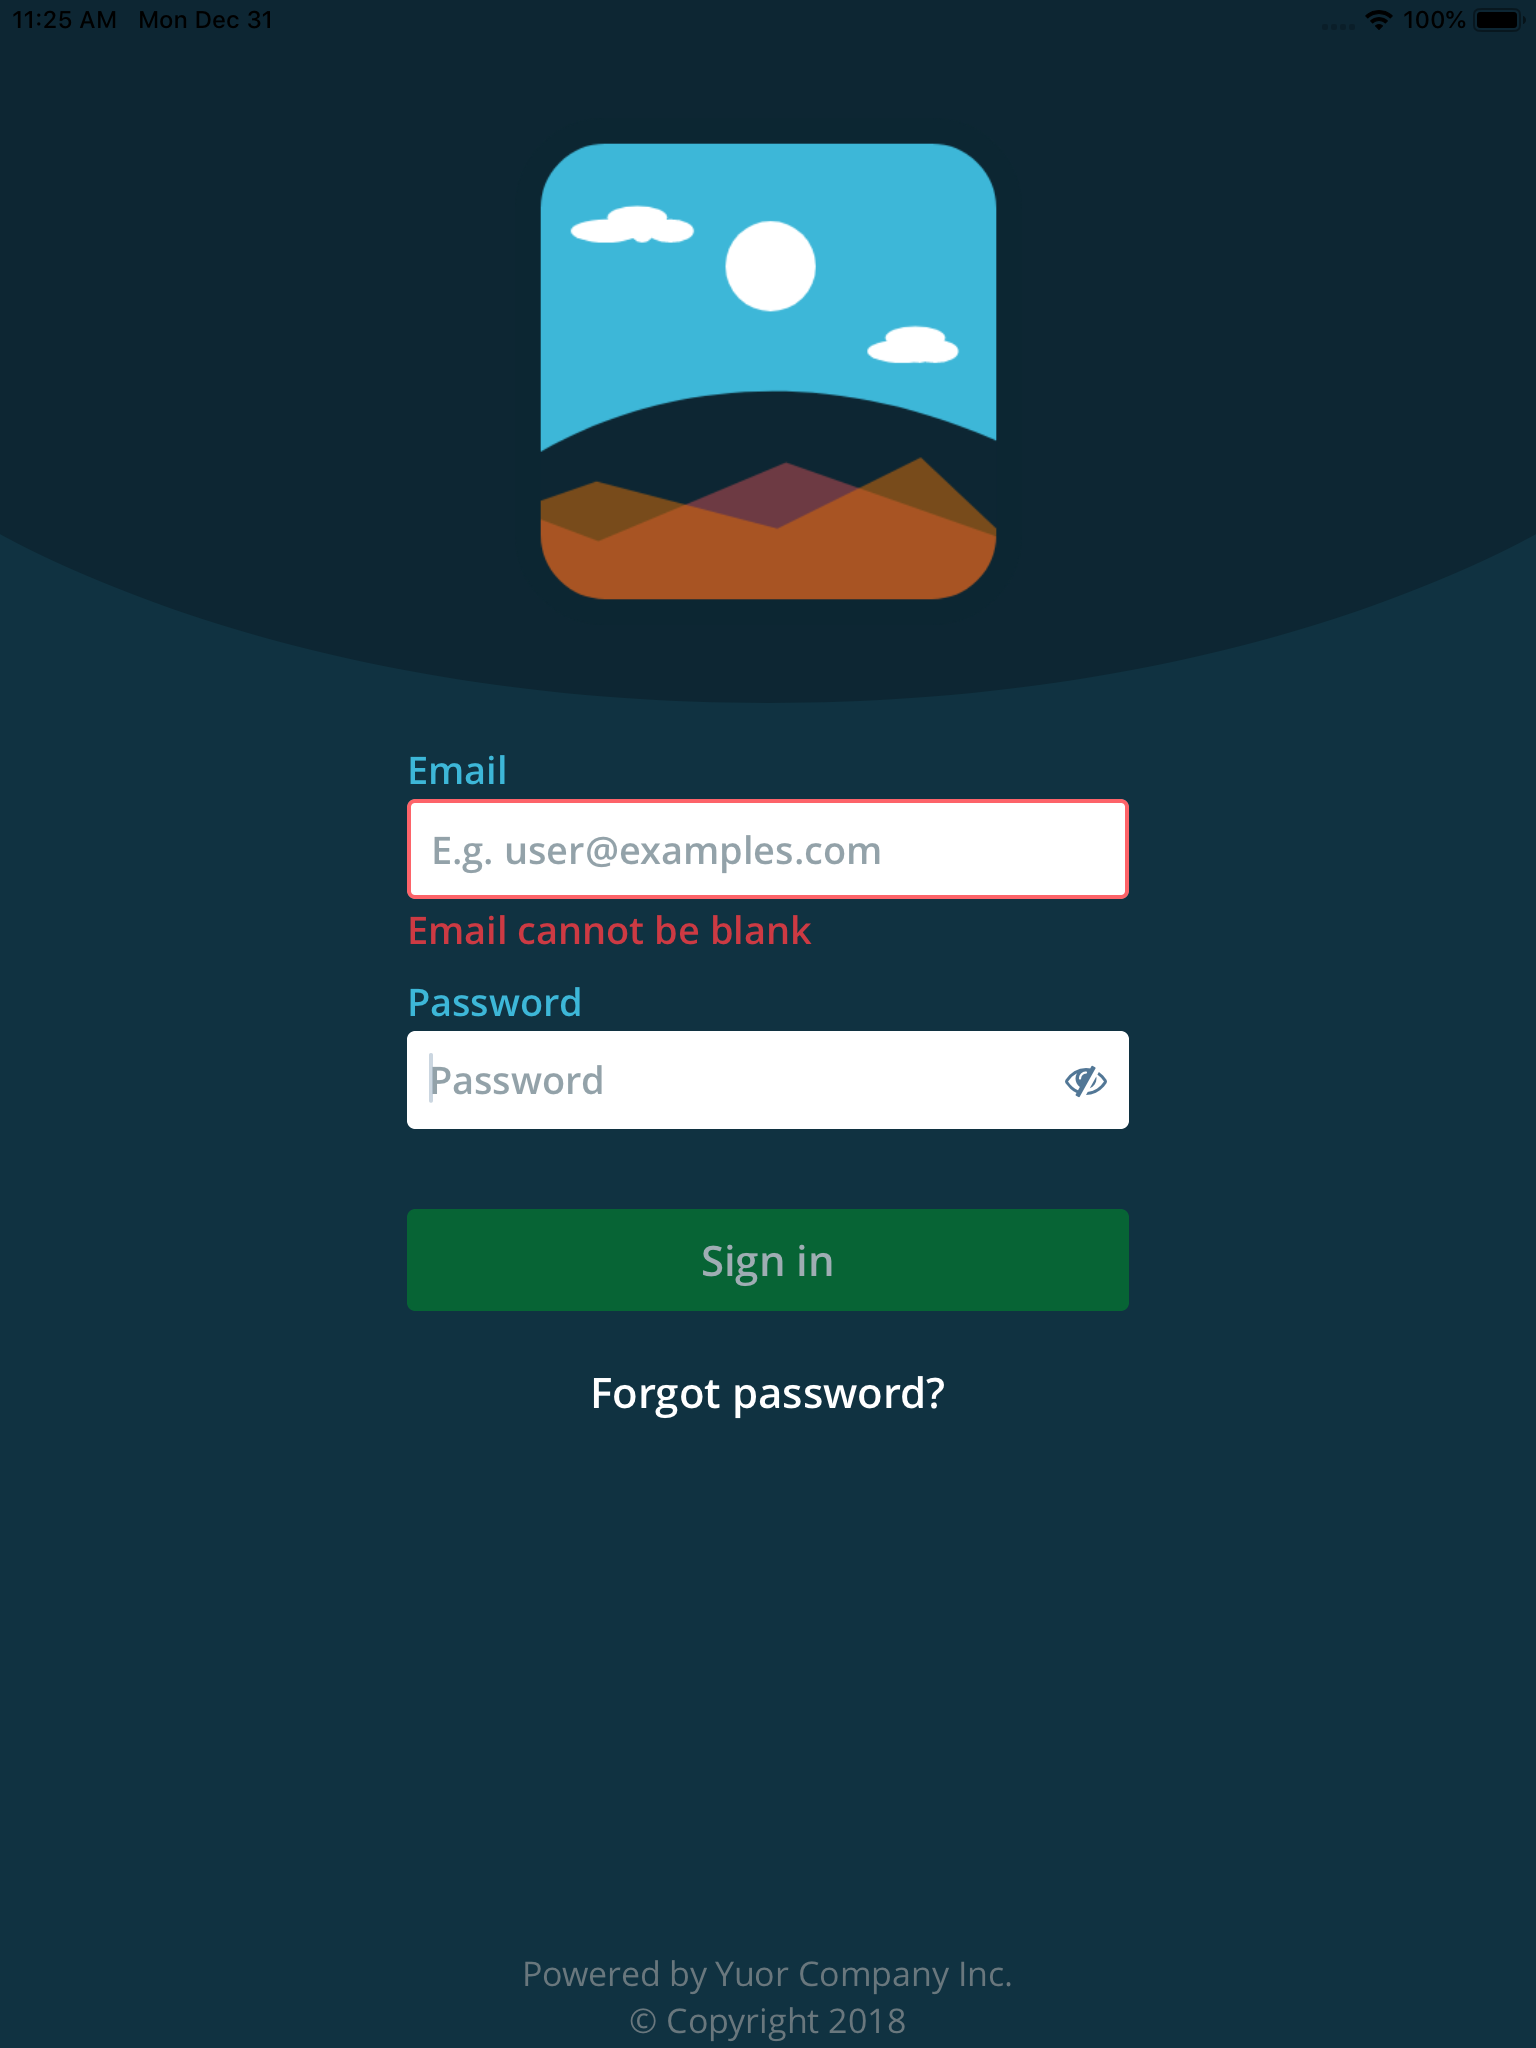 11:25 AM Mon Dec 31 100%
Email
E.g. user@examples.com
Email cannot be blank
Password
Password
Sign in
Forgot password?
Powered by Yuor Company Inc.
© Copyright 2018